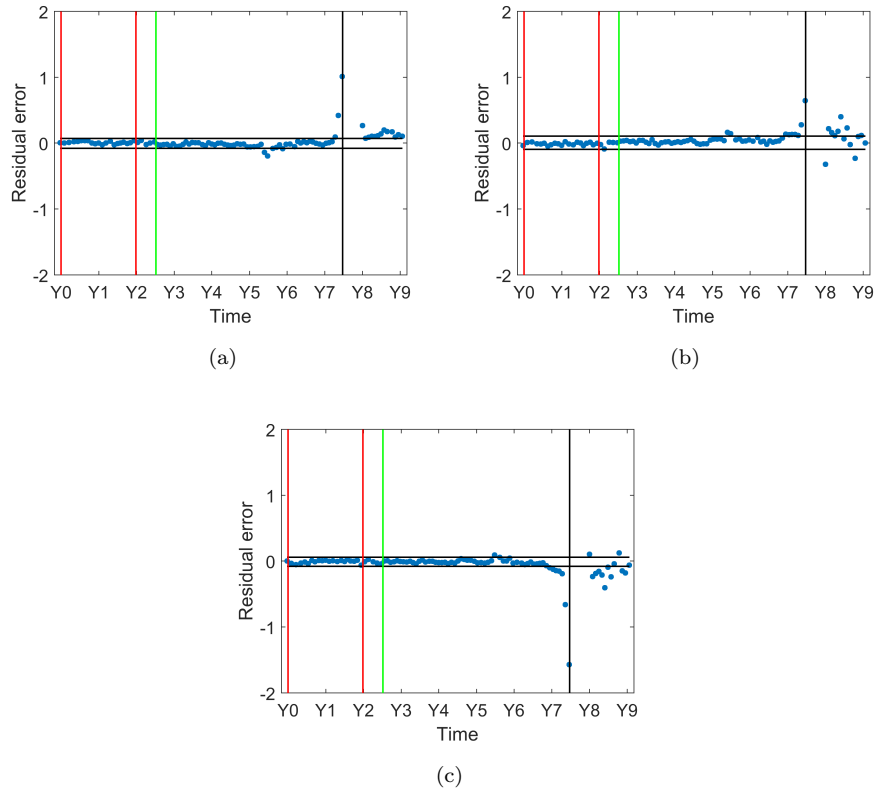 2
1
0
-1
-2
Residual error
Y0 Y1 Y2 Y3 Y4 Y5 Y6 Y7 Y8 Y9
Time
(a)
2
1
0
-1
-2
Residual error
Y0 Y1 Y2 Y3 Y4 Y5 Y6 Y7 Y8 Y9
Time
(b)
2
1
0
-1
-2
Residual error
Y0 Y1 Y2 Y3 Y4 Y5 Y6 Y7 Y8 Y9
Time
(c)